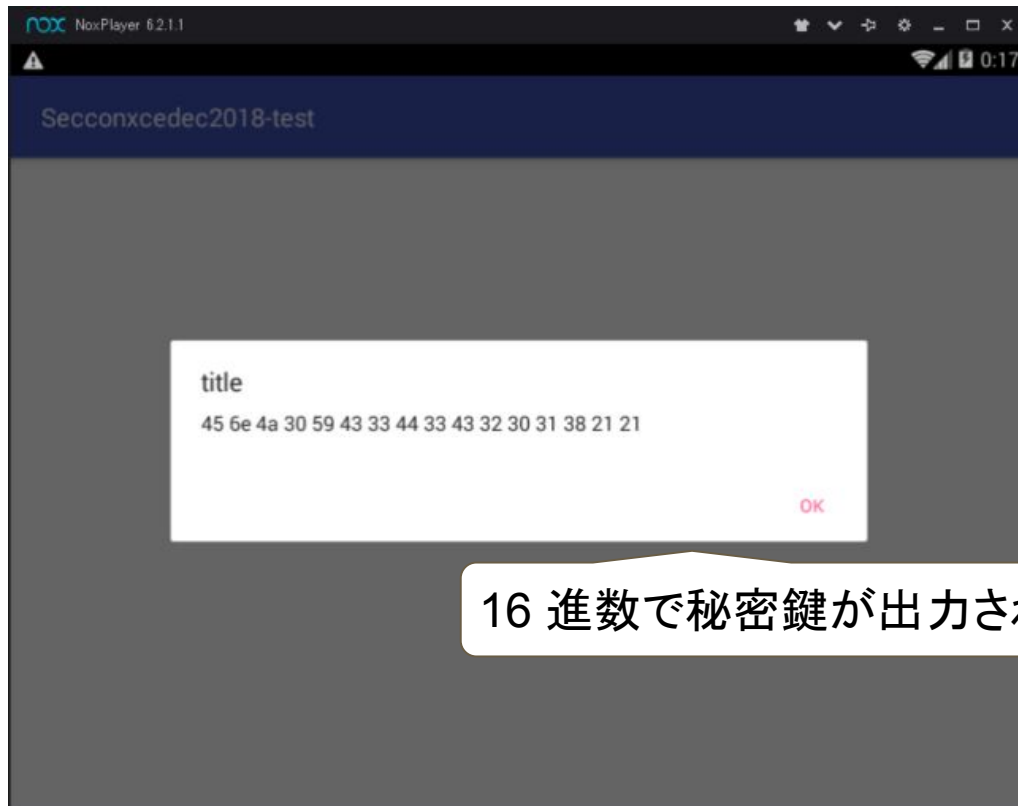 nox NoxPlayer 6.2.1.1
0:17
Secconxcedec2018-test
title
45 6e 4a 30 59 43 33 44 33 43 32 30 31 38 21 21
OK
16 進数で秘密鍵が出力さ